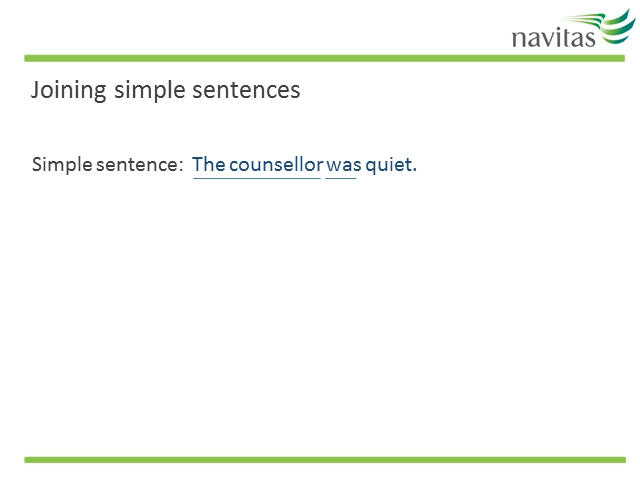 navitas
Joining simple sentences
Simple sentence: The counsellor was quiet.